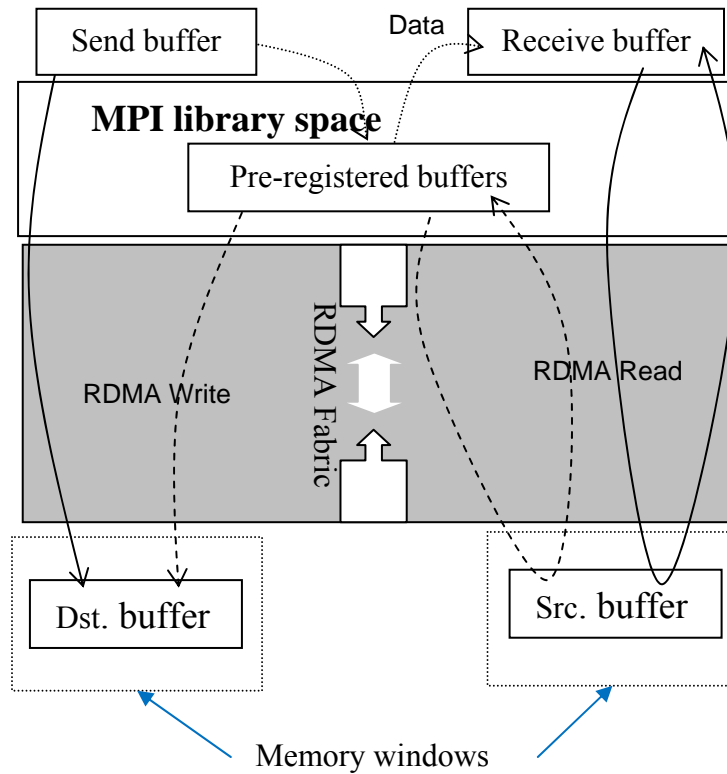 Send buffer
Data
Receive buffer
MPI library space
Pre-registered buffers
RDMA Write
RDMA Fabric
RDMA Read
Dst. buffer
Src. buffer
Memory windows